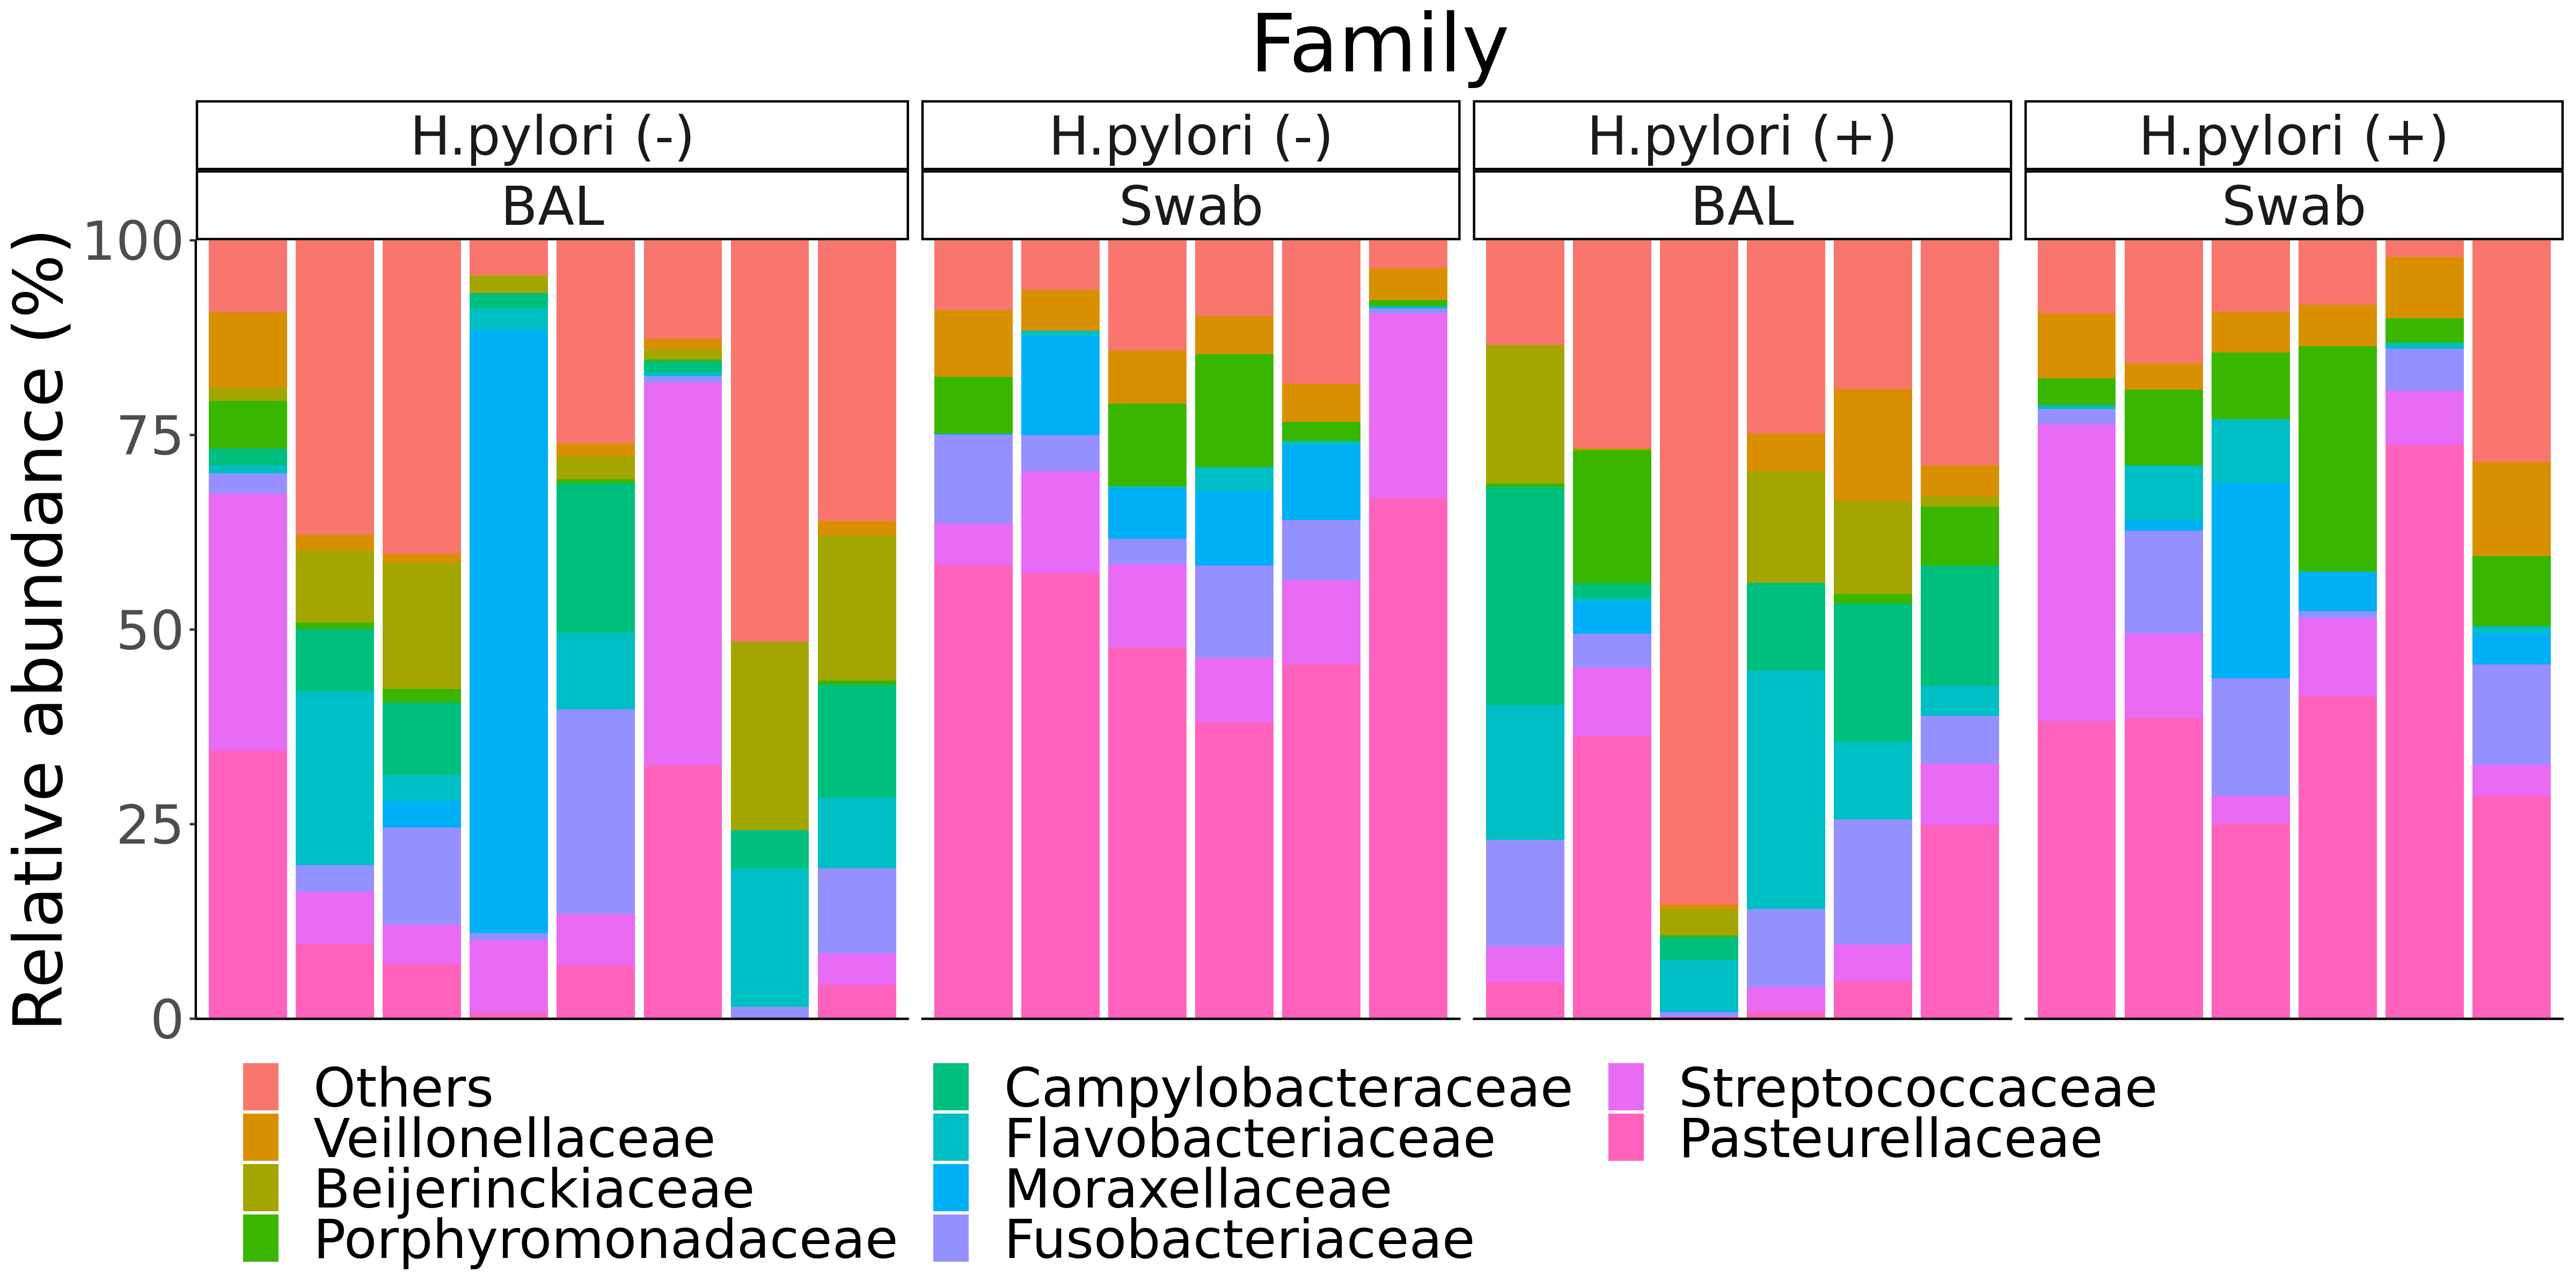 Family
H.pylori (-)
H.pylori (-)
H.pylori (+)
H.pylori (+)
BAL
Swab
BAL
Swab
Relative abundance (%)
100
75
50
25
0
Others
Veillonellaceae
Beijerinckiaceae
Porphyromonadaceae
Campylobacteraceae
Flavobacteriaceae
Moraxellaceae
Fusobacteriaceae
Streptococcaceae
Pasteurellaceae